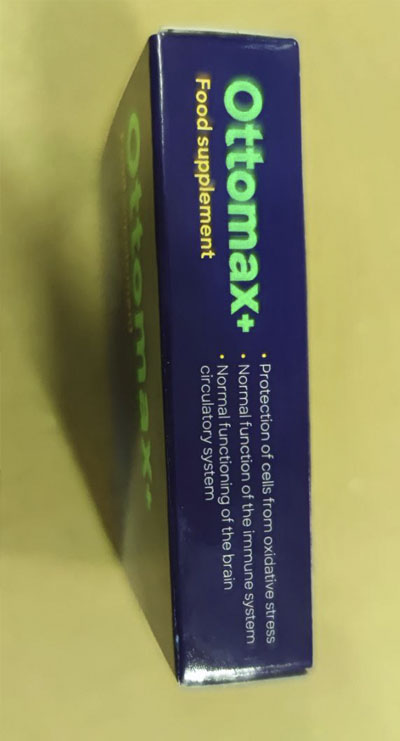 Ottomax+
Food supplement
• Protection of cells from oxidative stress
• Normal function of the immune system
• Normal functioning of the brain
circulatory system
Ottomax+